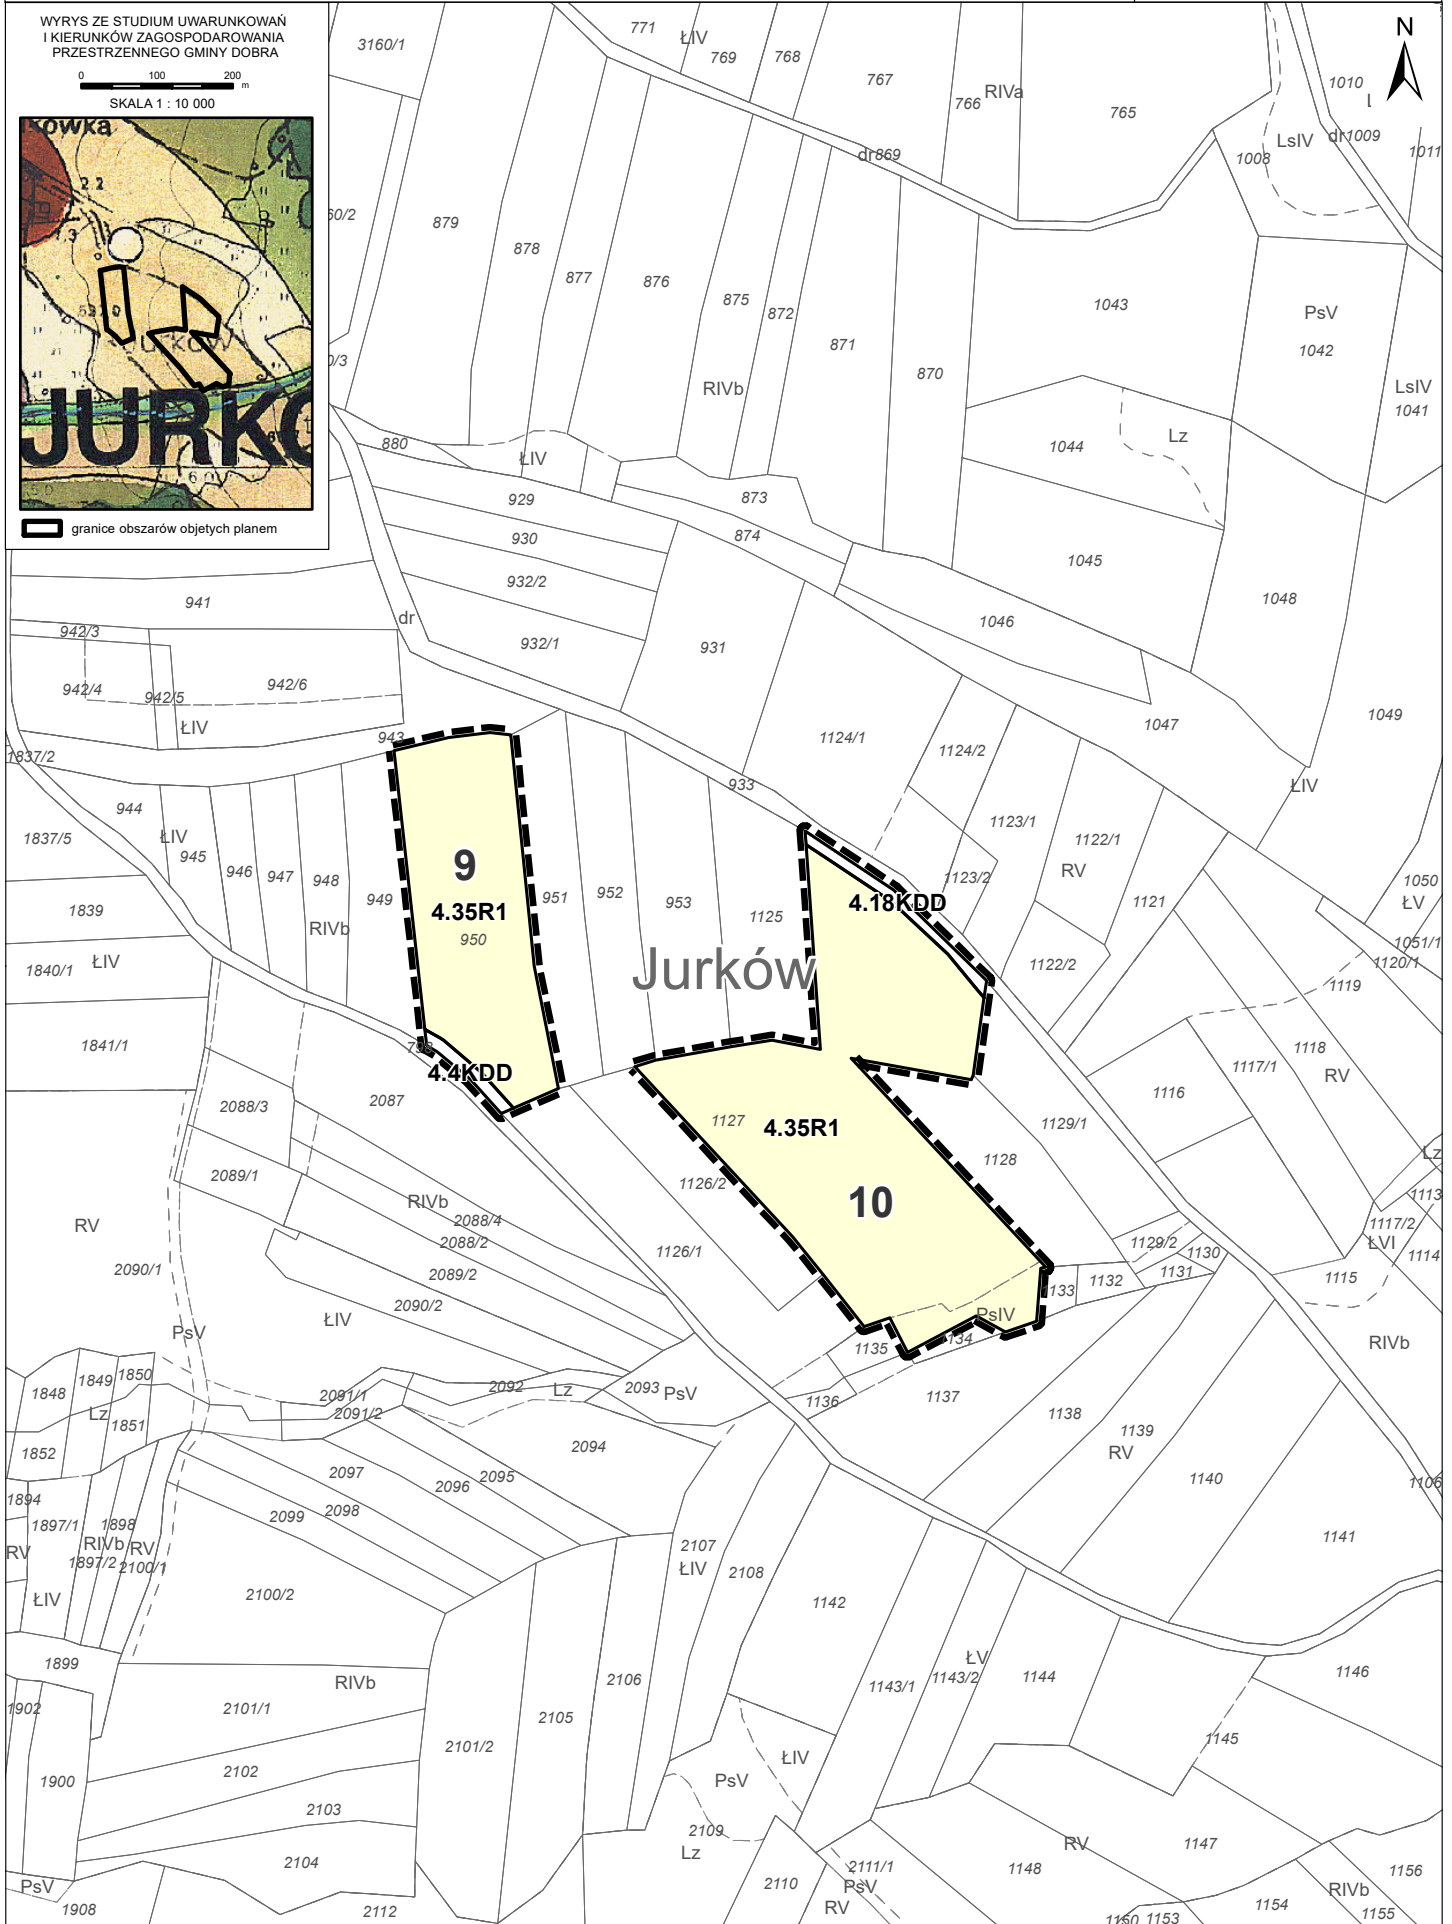 WYRYS ZE STUDIUM UWARUNKOWAŃ
I KIERUNKÓW ZAGOSPODAROWANIA
PRZESTRZENNEGO GMINY DOBRA
0 100 200 m
SKALA 1 : 10 000
JURKO
granice obszarów objetych planem
N
3160/1
771
ŁIV
769
768
767
766
RIVa
765
1010
LsIV
dr1009
1008
1011
dr869
60/2
879
878
877
876
875
872
871
870
1043
PsV
1042
LsIV
1041
0/3
RIVb
880
ŁIV
1044
Lz
929
873
930
874
932/2
1045
941
dr
1048
942/3
932/1
931
1046
942/4
942/5
942/6
ŁIV
1049
943
1124/1
1047
1837/2
1124/2
933
ŁIV
944
1837/5
ŁIV
945
946
947
948
949
9
4.35R1
950
951
952
953
1125
4.18KDD
1123/1
1122/1
RV
1123/2
1121
1050
ŁV
1839
RIVb
1051/1
1840/1
ŁIV
Jurków
1122/2
1120/1
1119
1841/1
798
4.4KDD
1118
1117/1
RV
1116
2088/3
2087
1127
4.35R1
1129/1
1128
Lz
2089/1
1126/2
1113
RIVb
10
RV
2088/4
1117/2
2088/2
1126/1
1129/2
1130
ŁVI
1114
2090/1
2089/2
1131
1132
1115
133
2090/2
ŁIV
PsIV
PsV
134
1135
RIVb
1848
1849
1850
2091/1
2092
Lz
2093
PsV
1136
1137
Lz
1851
2091/2
1138
1139
RV
1852
2094
2097
2095
2096
1140
1106
1894
2098
2099
1897/1
1898
RIVb
RV
1141
RV
1897/2
2100/1
2107
ŁIV
2108
ŁIV
2100/2
1142
1899
RIVb
2106
ŁV
1143/2
1144
1146
1143/1
1902
2101/1
2105
2101/2
1145
ŁIV
2102
1900
PsV
2103
2109
Lz
RV
1147
2104
2111/1
1148
1156
PsV
2110
PsV
RIVb
1908
2112
RV
1150
1153
1154
1155